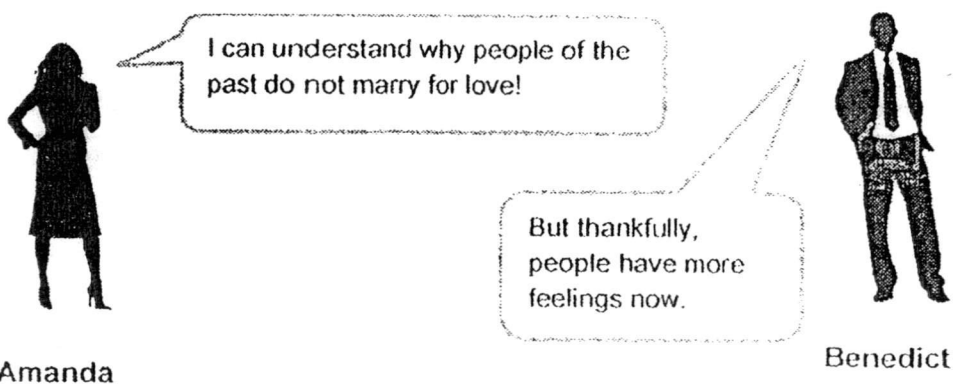 I can understand why people of the
past do not marry for love!
But thankfully,
people have more
feelings now.
Amanda
Benedict